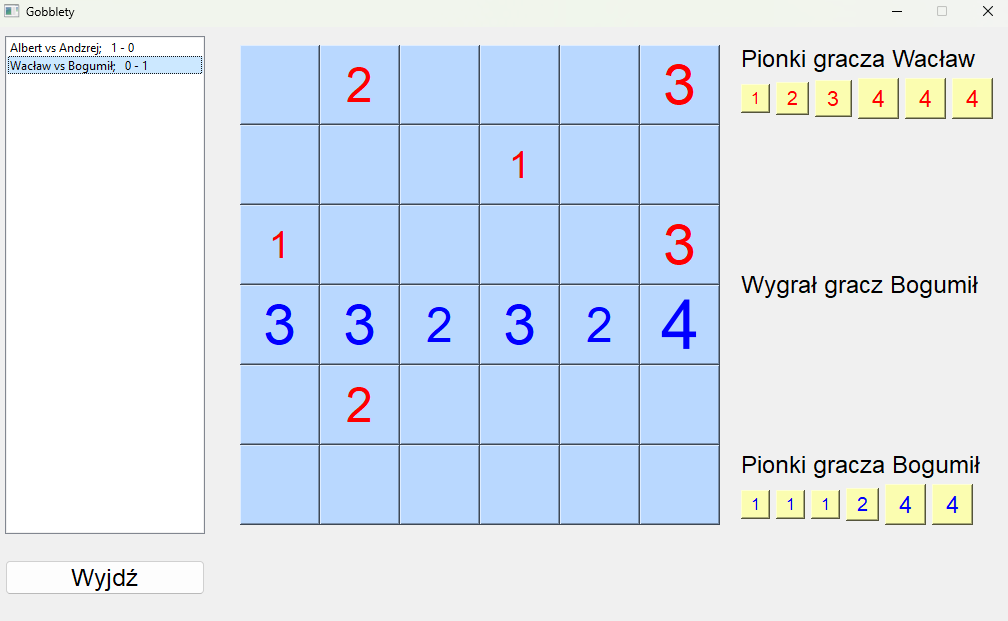 Gobblety
Albert vs Andzrej;   1 - 0
Wacław vs Bogumił;   0 - 1
Wyjdź
2 3
1
1 3
3 3 2 3 2 4
2
Pionki gracza Wacław
1 2 3 4 4 4
Wygrał gracz Bogumił
Pionki gracza Bogumił
1 1 1 2 4 4